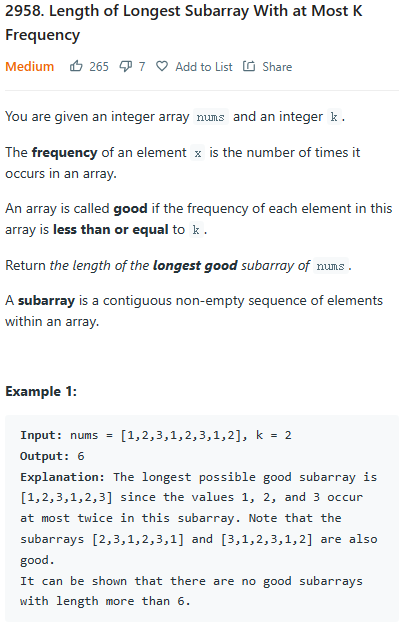 2958. Length of Longest Subarray With at Most K
Frequency
Medium 265 7 Add to List Share
You are given an integer array nums and an integer k .
The frequency of an element x is the number of times it
occurs in an array.
An array is called good if the frequency of each element in this
array is less than or equal to k .
Return the length of the longest good subarray of nums .
A subarray is a contiguous non-empty sequence of elements
within an array.
Example 1:
Input: nums = [1,2,3,1,2,3,1,2], k = 2
Output: 6
Explanation: The longest possible good subarray is
[1,2,3,1,2,3] since the values 1, 2, and 3 occur
at most twice in this subarray. Note that the
subarrays [2,3,1,2,3,1] and [3,1,2,3,1,2] are also
good.
It can be shown that there are no good subarrays
with length more than 6.